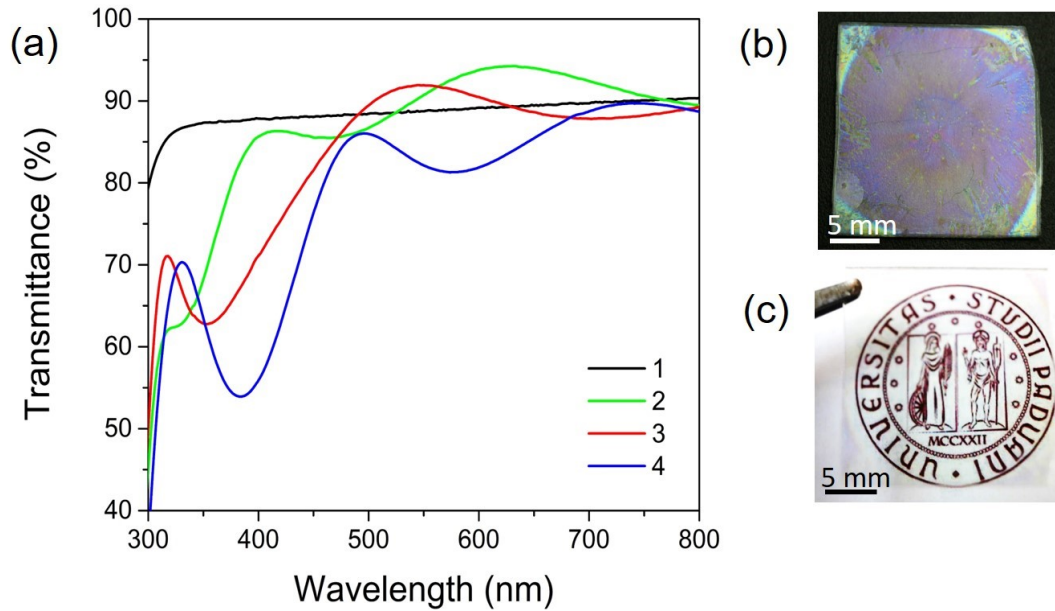 (a)
Transmittance (%)
100
90
80
70
60
50
40
300
400
500
600
700
800
Wavelength (nm)
1
2
3
4
(b)
5 mm
(c)
UNIVERSITAS · STUDII PADUANI ·
MCCXXII
5 mm